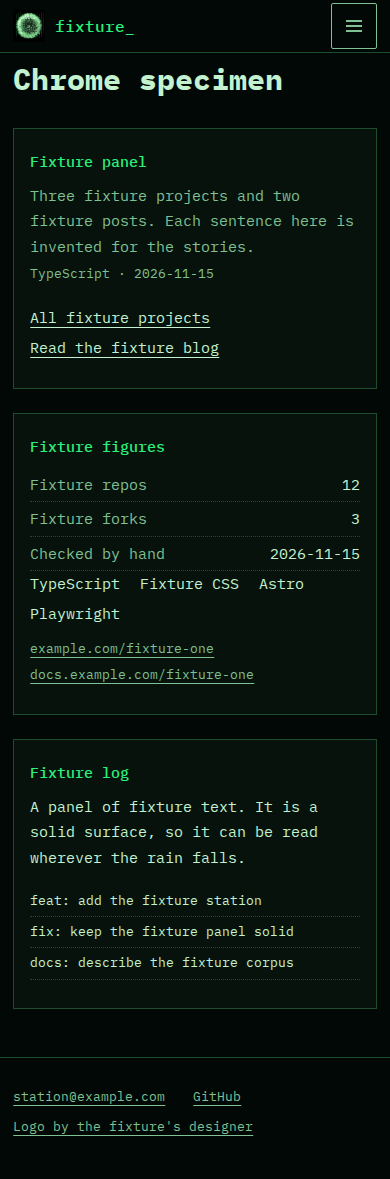 fixture_
Chrome specimen
Fixture panel
Three fixture projects and two
fixture posts. Each sentence here is
invented for the stories.
TypeScript · 2026-11-15
All fixture projects
Read the fixture blog
Fixture figures
Fixture repos 12
Fixture forks 3
Checked by hand 2026-11-15
TypeScript Fixture CSS Astro
Playwright
example.com/fixture-one
docs.example.com/fixture-one
Fixture log
A panel of fixture text. It is a
solid surface, so it can be read
wherever the rain falls.
feat: add the fixture station
fix: keep the fixture panel solid
docs: describe the fixture corpus
station@example.com GitHub
Logo by the fixture's designer